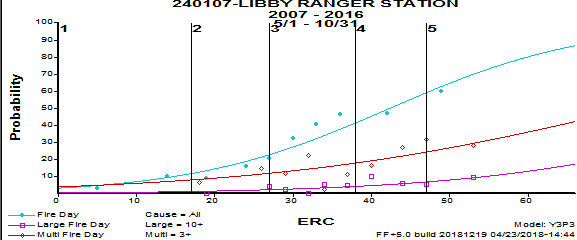 240107-LIBBY RANGER STATION
2007 - 2016
5/1 - 10/31
1 2 3 4 5
Probability
100
90
80
70
60
50
40
30
20
10
0 10 20 30 40 50 60
ERC
Fire Day Cause = All
Large Fire Day Large = 10+
Multi Fire Day Multi = 3+
Model: Y3P3
FF+5.0 build 20181219 04/23/2018-14:44